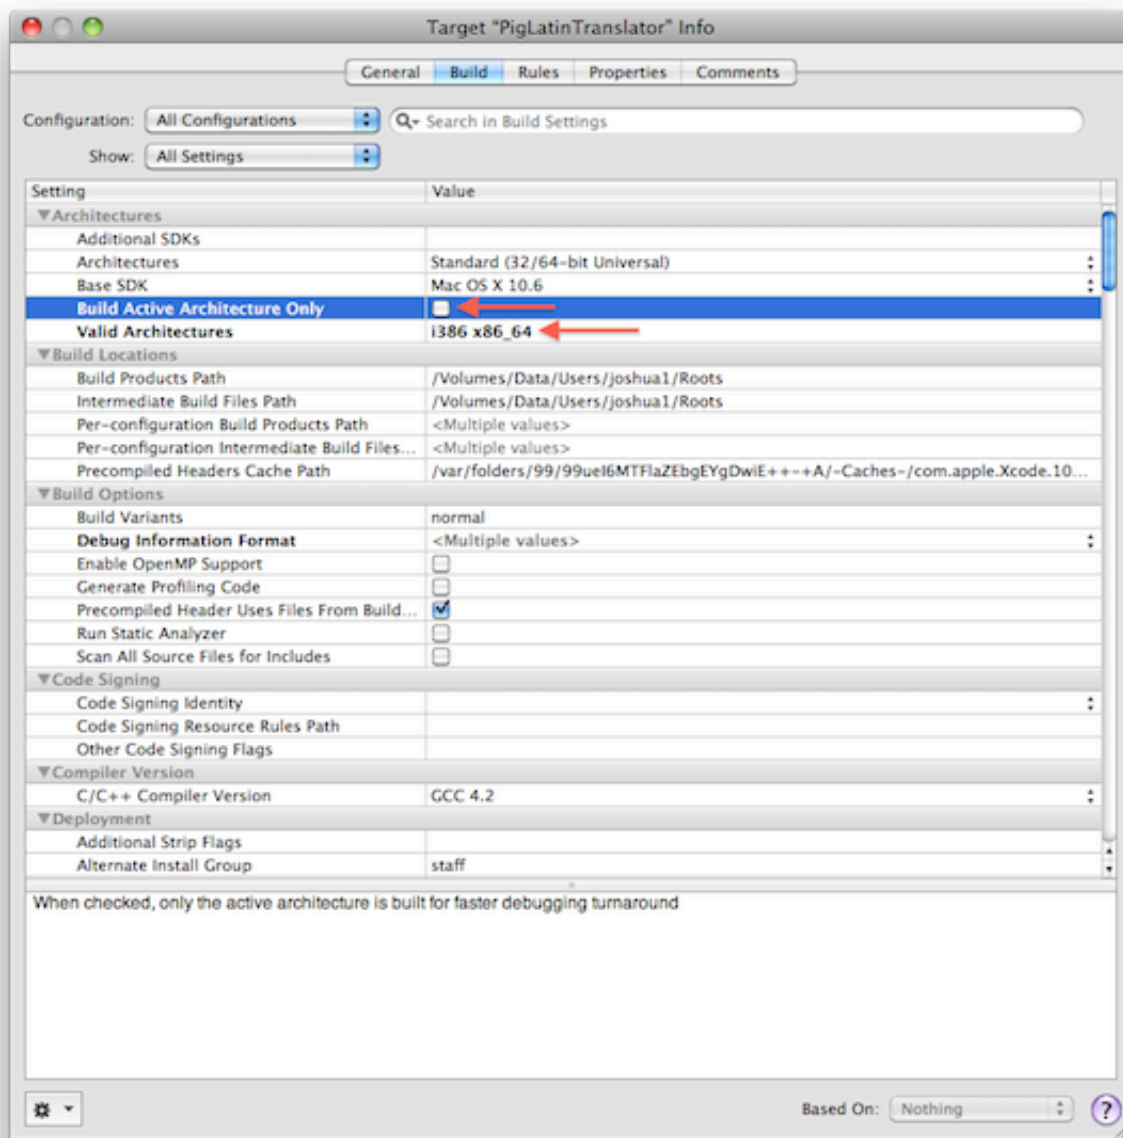 Target "PigLatinTranslator" Info
General Build Rules Properties Comments
Configuration: All Configurations Search in Build Settings
Show: All Settings
Setting Value
Architectures
Additional SDKs
Architectures Standard (32/64-bit Universal)
Base SDK Mac OS X 10.6
Build Active Architecture Only
Valid Architectures i386 x86_64
Build Locations
Build Products Path /Volumes/Data/Users/joshua1/Roots
Intermediate Build Files Path /Volumes/Data/Users/joshua1/Roots
Per-configuration Build Products Path <Multiple values>
Per-configuration Intermediate Build Files... <Multiple values>
Precompiled Headers Cache Path /var/folders/99/99ueI6MTFlaZEbgEYgDwiE+++-+A/-Caches-/com.apple.Xcode.10...
Build Options
Build Variants normal
Debug Information Format <Multiple values>
Enable OpenMP Support
Generate Profiling Code
Precompiled Header Uses Files From Build...
Run Static Analyzer
Scan All Source Files for Includes
Code Signing
Code Signing Identity
Code Signing Resource Rules Path
Other Code Signing Flags
Compiler Version
C/C++ Compiler Version GCC 4.2
Deployment
Additional Strip Flags
Alternate Install Group staff
When checked, only the active architecture is built for faster debugging turnaround
Based On: Nothing ?